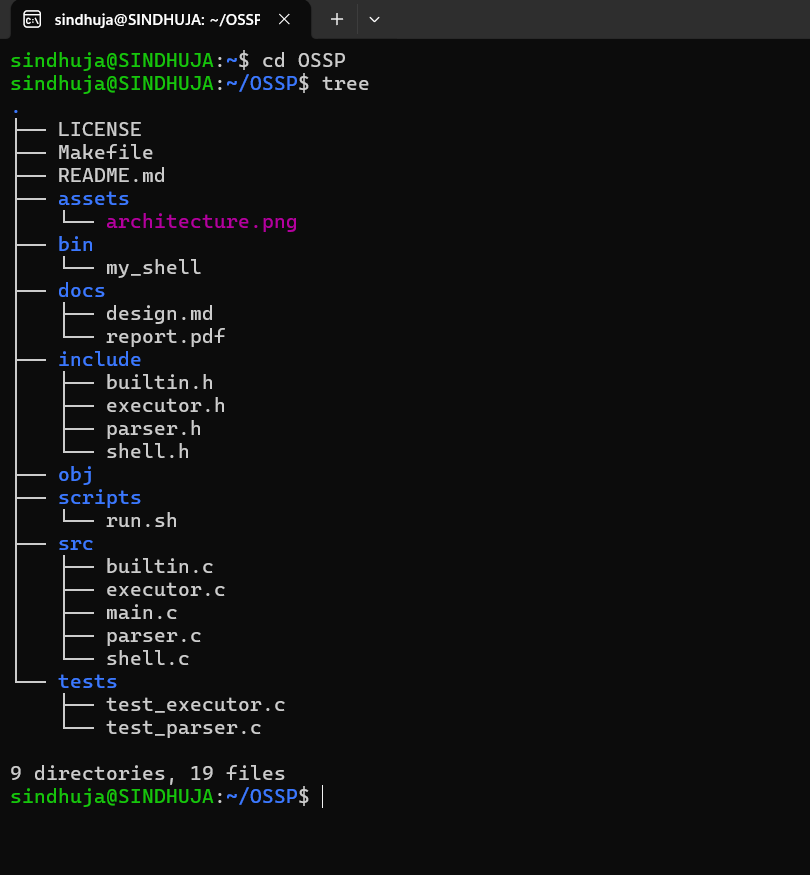 sindhuja@SINDHUJA: ~/OSSP
sindhuja@SINDHUJA:~$ cd OSSP
sindhuja@SINDHUJA:~/OSSP$ tree
.
├── LICENSE
├── Makefile
├── README.md
├── assets
│   └── architecture.png
├── bin
│   └── my_shell
├── docs
│   ├── design.md
│   └── report.pdf
├── include
│   ├── builtin.h
│   ├── executor.h
│   ├── parser.h
│   └── shell.h
├── obj
├── scripts
│   └── run.sh
├── src
│   ├── builtin.c
│   ├── executor.c
│   ├── main.c
│   ├── parser.c
│   └── shell.c
└── tests
    ├── test_executor.c
    └── test_parser.c

9 directories, 19 files
sindhuja@SINDHUJA:~/OSSP$